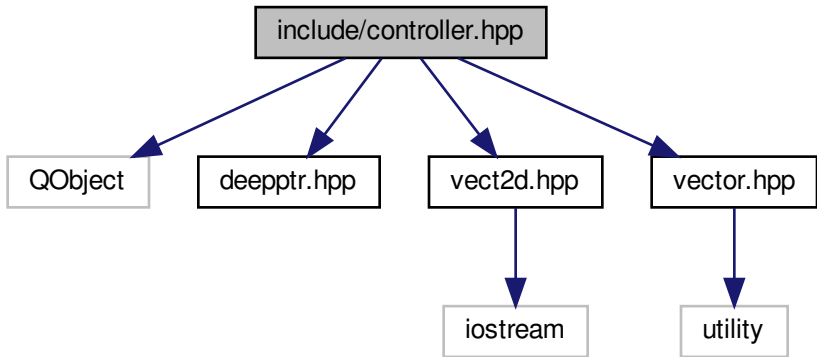 include/controller.hpp
QObject
deepptr.hpp
vect2d.hpp
vector.hpp
iostream
utility